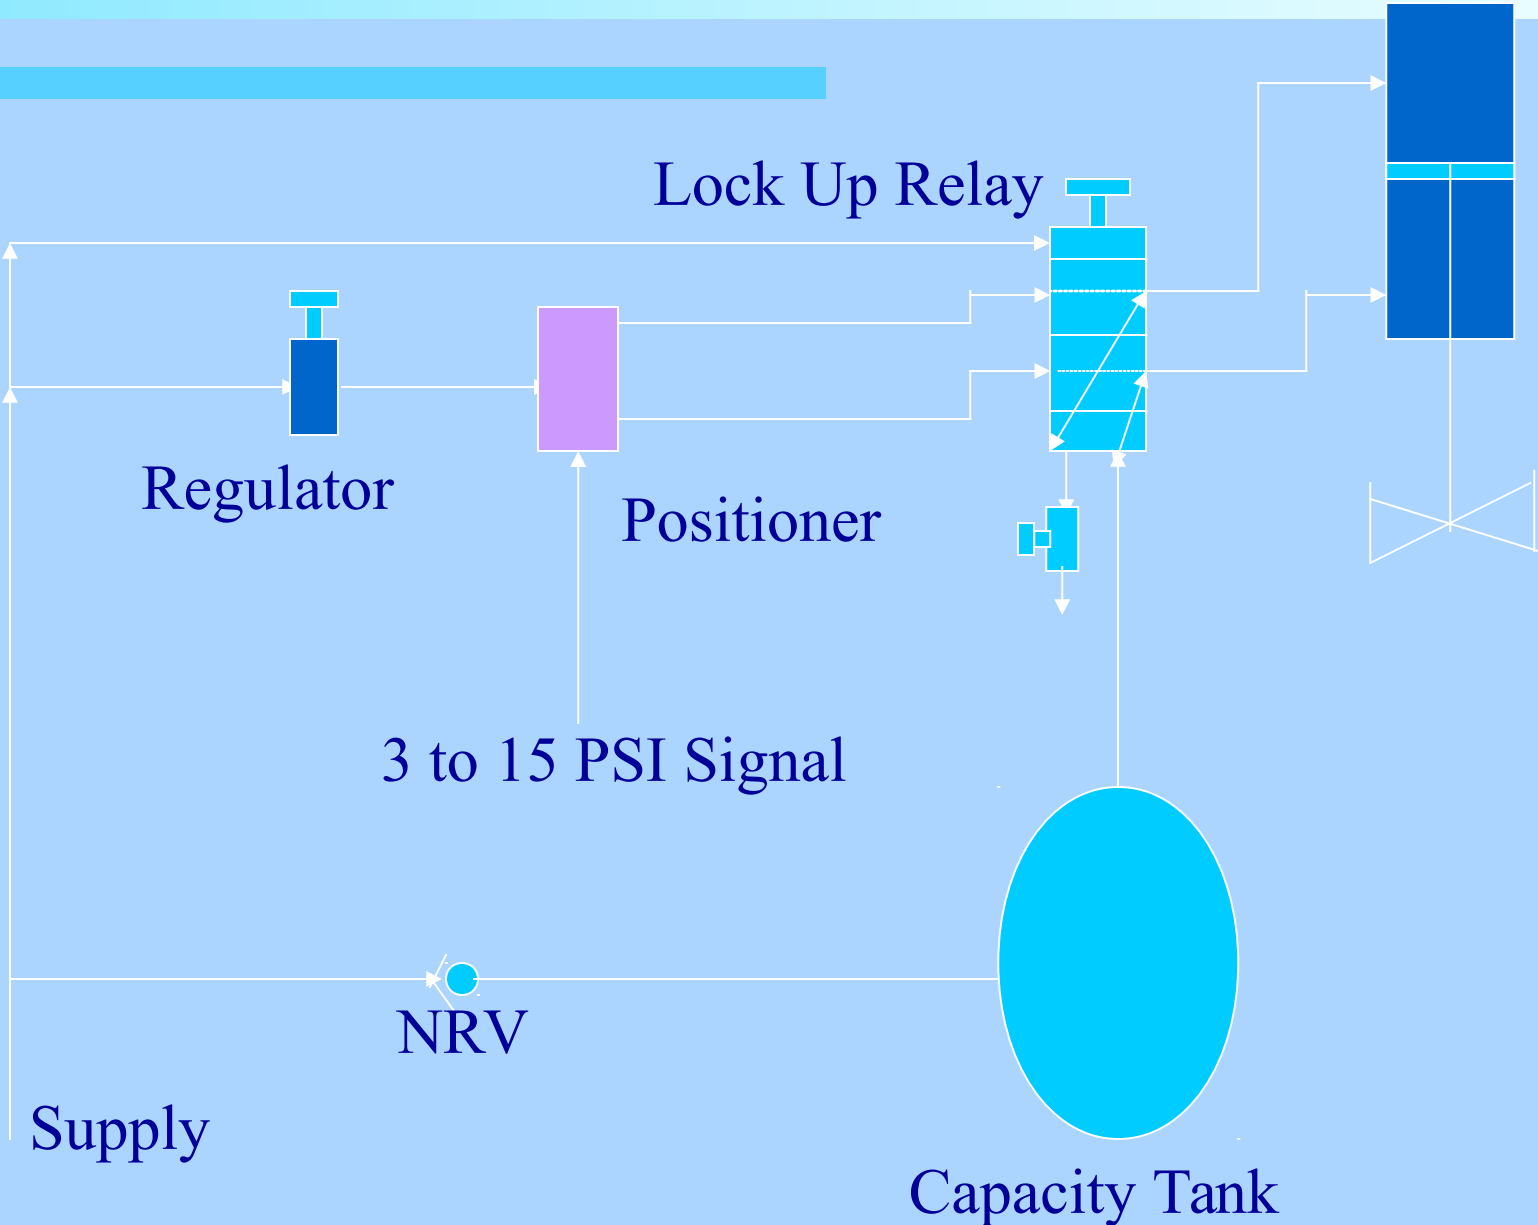 Lock Up Relay
Regulator
Positioner
3 to 15 PSI Signal
NRV
Supply
Capacity Tank